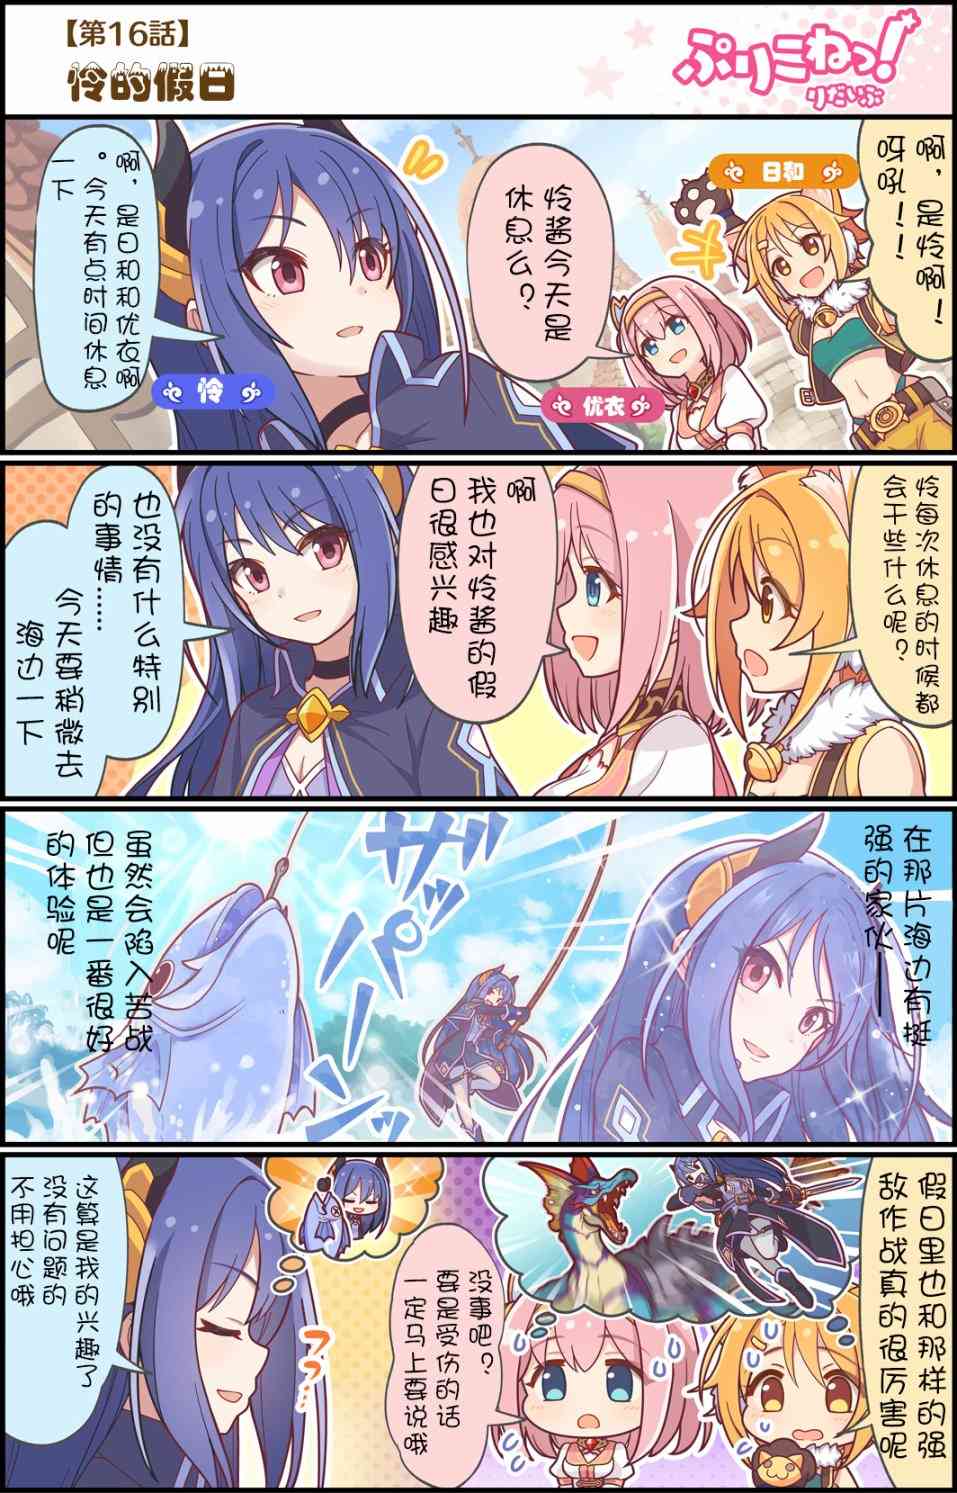 【第16話】
怜的假日
ぷりこねっ!
りだいぶ
啊，是怜啊！
呀吼！！
日和
怜酱今天是
休息么？
优衣
啊，是日和和优衣啊
。今天有点时间休息
一下
怜
怜每次休息的时候都
会干些什么呢？
啊
我也对怜酱的假
日很感兴趣
也没有什么特别
的事情……
今天要稍微去
海边一下
在那片海边有挺
强的家伙——
ザッパーンッ
虽然会陷入苦战
但也是一番很好
的体验呢
假日里也和那样的强
敌作战真的很厉害呢
没事吧？
要是受伤的话
一定马上要说哦
フフ…
这算是我的兴趣了
没有问题的
不用担心哦